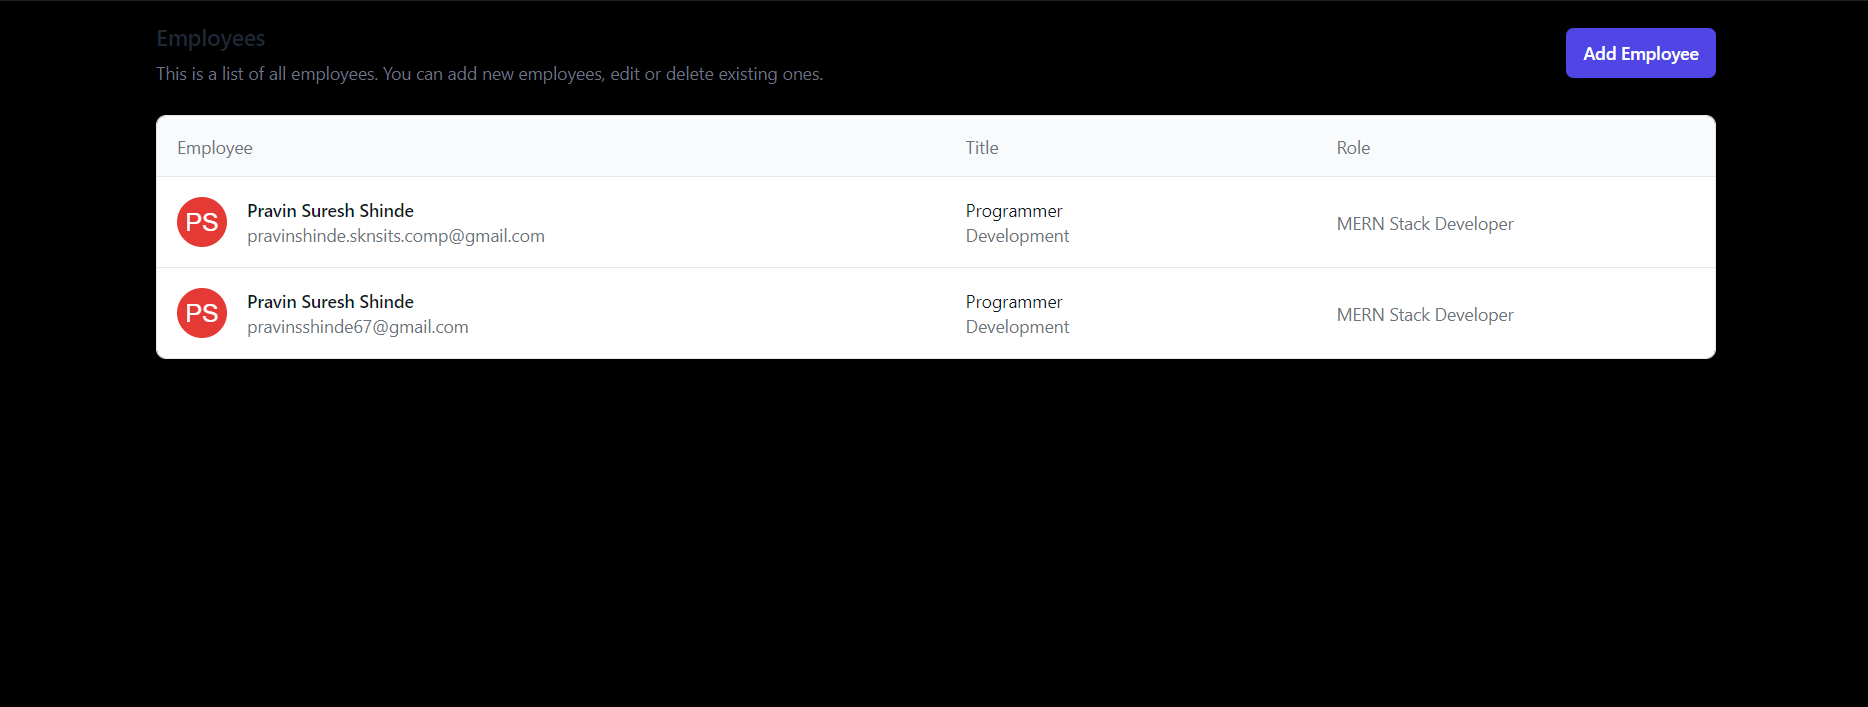 Employees
This is a list of all employees. You can add new employees, edit or delete existing ones.
Add Employee
Employee Title Role
PS
Pravin Suresh Shinde
pravinshinde.sknsits.comp@gmail.com
Programmer
Development
MERN Stack Developer
PS
Pravin Suresh Shinde
pravinsshinde67@gmail.com
Programmer
Development
MERN Stack Developer